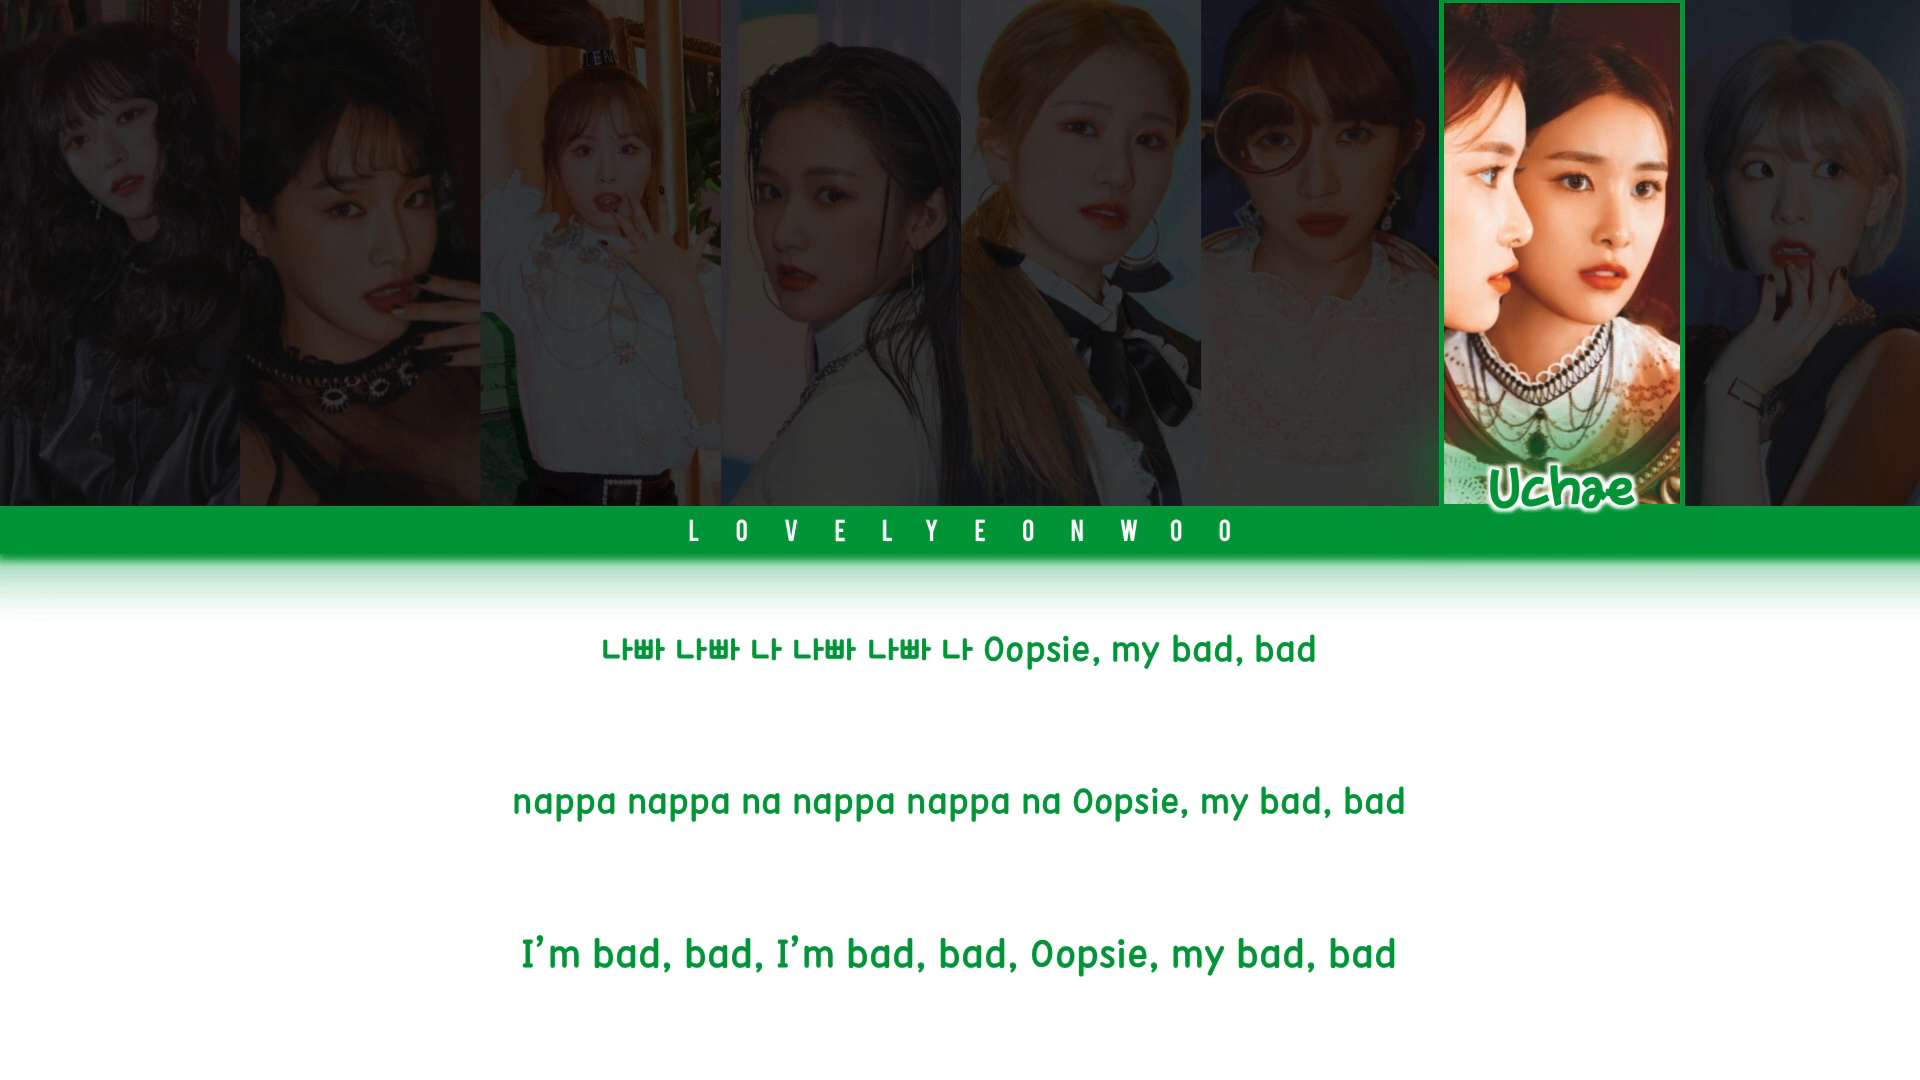 Uchae
LOVELYEONWOO
나빠 나빠 나 나빠 나빠 나 Oopsie, my bad, bad
nappa nappa na nappa nappa na Oopsie, my bad, bad
I’m bad, bad, I’m bad, bad, Oopsie, my bad, bad